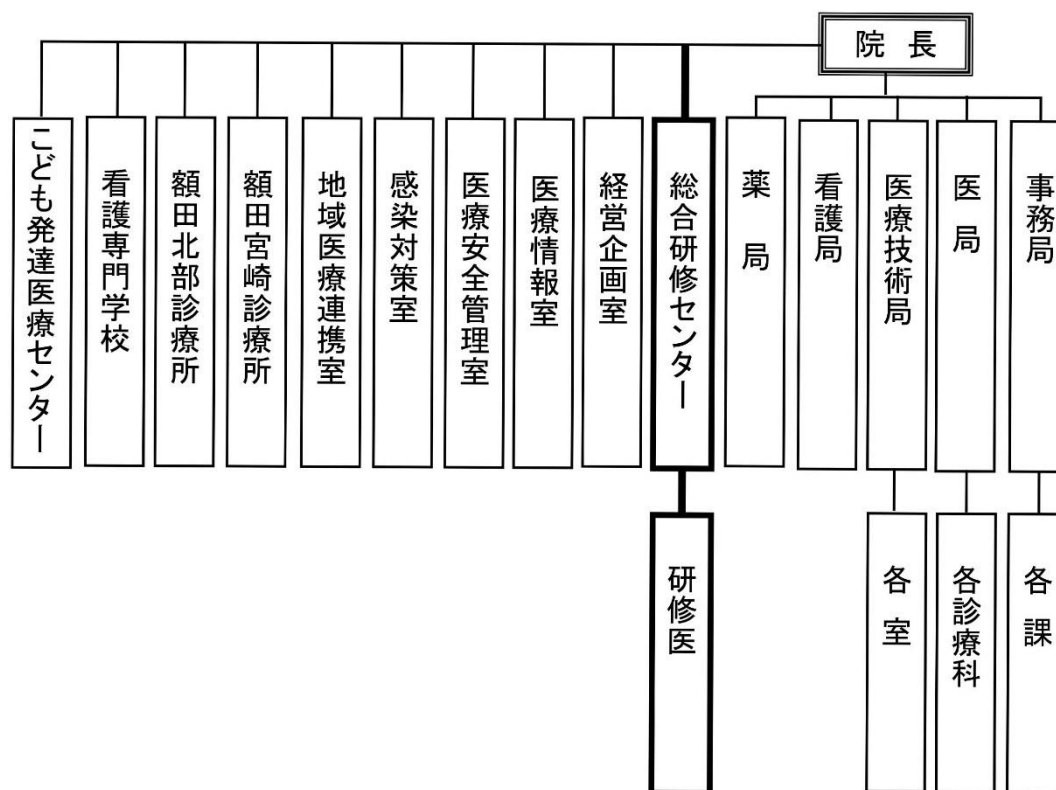 院長
こども発達医療センター
看護専門学校
額田北部診療所
額田宮崎診療所
地域医療連携室
感染対策室
医療安全管理室
医療情報室
経営企画室
総合研修センター
薬局
看護局
医療技術局
医局
事務局
研修医
各室
各診療科
各課